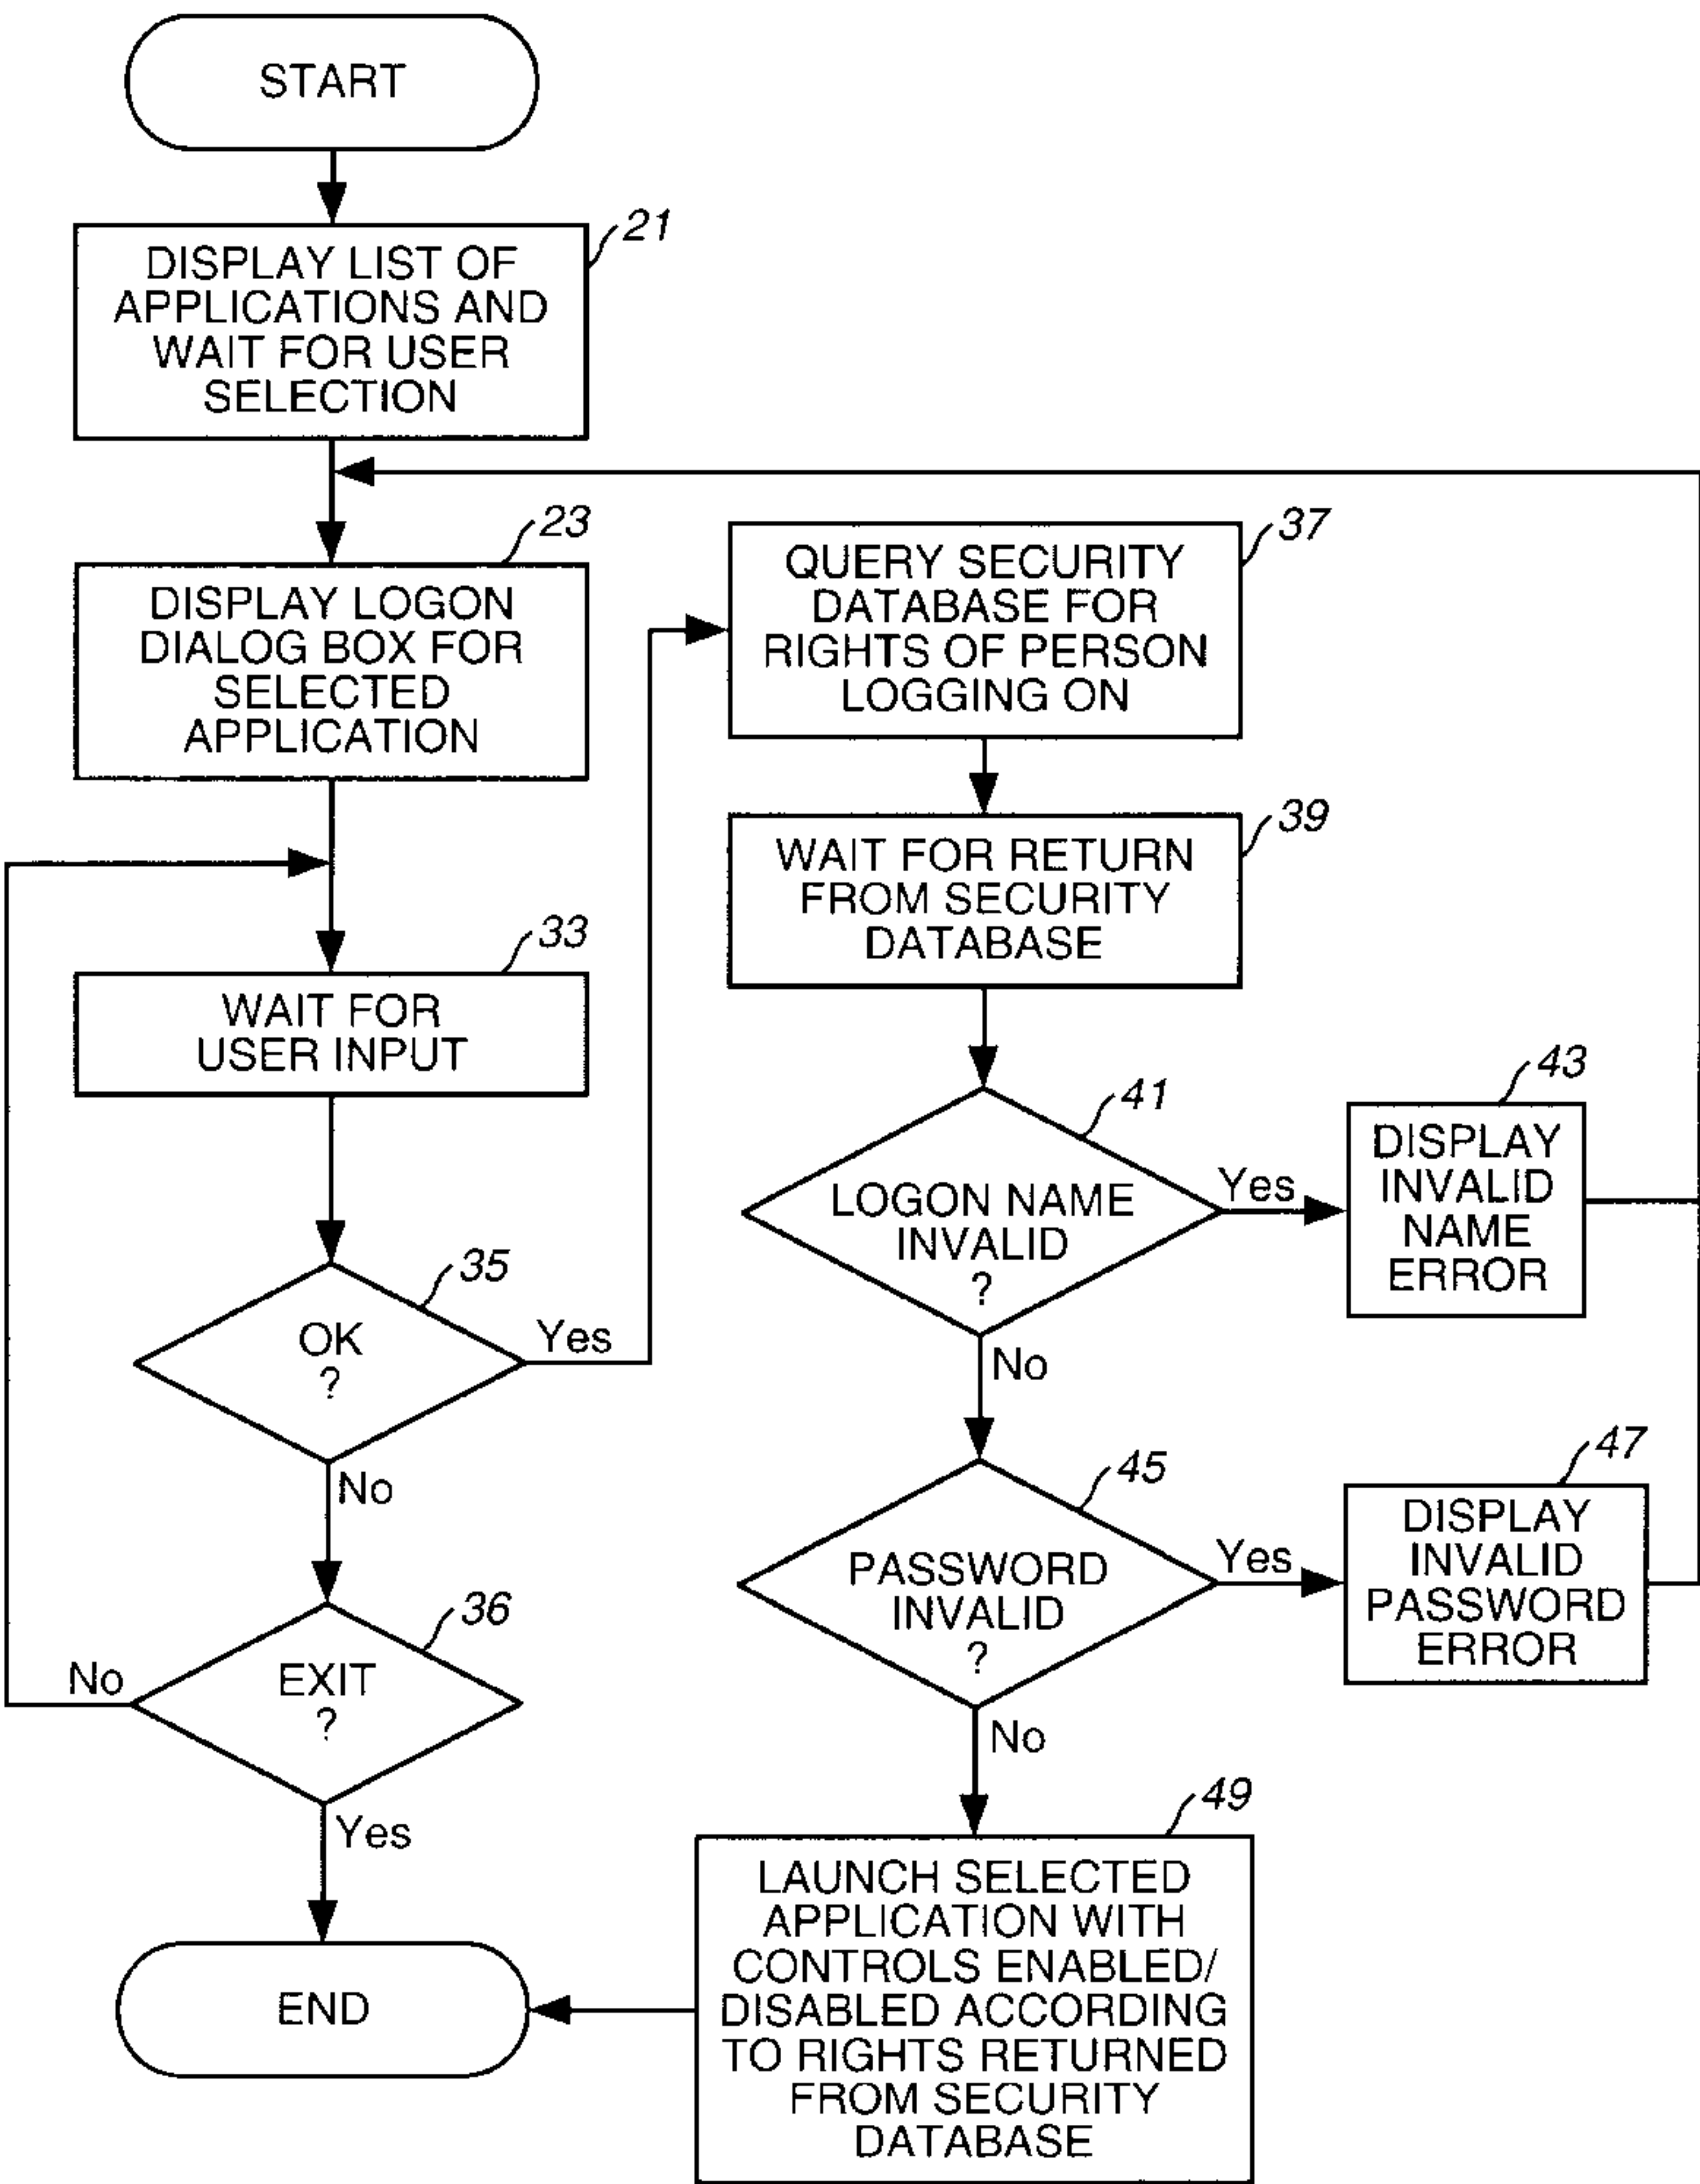 START
21
DISPLAY LIST OF
APPLICATIONS AND
WAIT FOR USER
SELECTION
23
DISPLAY LOGON
DIALOG BOX FOR
SELECTED
APPLICATION
33
WAIT FOR
USER INPUT
35
OK
?
Yes
No
36
EXIT
?
No
Yes
END
37
QUERY SECURITY
DATABASE FOR
RIGHTS OF PERSON
LOGGING ON
39
WAIT FOR RETURN
FROM SECURITY
DATABASE
41
LOGON NAME
INVALID
?
Yes
No
43
DISPLAY
INVALID
NAME
ERROR
45
PASSWORD
INVALID
?
Yes
No
47
DISPLAY
INVALID
PASSWORD
ERROR
49
LAUNCH SELECTED
APPLICATION WITH
CONTROLS ENABLED/
DISABLED ACCORDING
TO RIGHTS RETURNED
FROM SECURITY
DATABASE